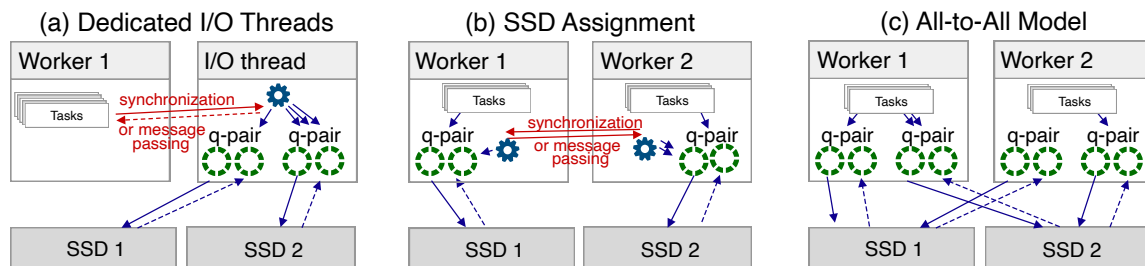 (a) Dedicated I/O Threads
Worker 1
I/O thread
Tasks
synchronization
or message
passing
q-pair
q-pair
SSD 1
SSD 2
(b) SSD Assignment
Worker 1
Worker 2
Tasks
Tasks
synchronization
or message
passing
q-pair
q-pair
SSD 1
SSD 2
(c) All-to-All Model
Worker 1
Worker 2
Tasks
Tasks
q-pair
q-pair
q-pair
q-pair
SSD 1
SSD 2